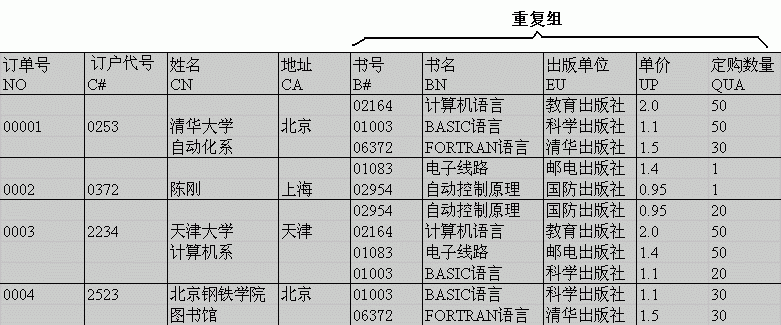 重复组
订单号 订户代号 姓名 地址 书号 书名 出版单位 单价 定购数量
NO C# CN CA B# BN EU UP QUA
02164 计算机语言 教育出版社 2.0 50
00001 0253 清华大学 北京 01003 BASIC语言 科学出版社 1.1 50
自动化系 06372 FORTRAN语言 清华出版社 1.5 30
01083 电子线路 邮电出版社 1.4 1
0002 0372 陈刚 上海 02954 自动控制原理 国防出版社 0.95 1
02954 自动控制原理 国防出版社 0.95 20
0003 2234 天津大学 天津 02164 计算机语言 教育出版社 2.0 50
计算机系 01083 电子线路 邮电出版社 1.4 50
01003 BASIC语言 科学出版社 1.1 20
0004 2523 北京钢铁学院 北京 01003 BASIC语言 科学出版社 1.1 30
图书馆 06372 FORTRAN语言 清华出版社 1.5 30